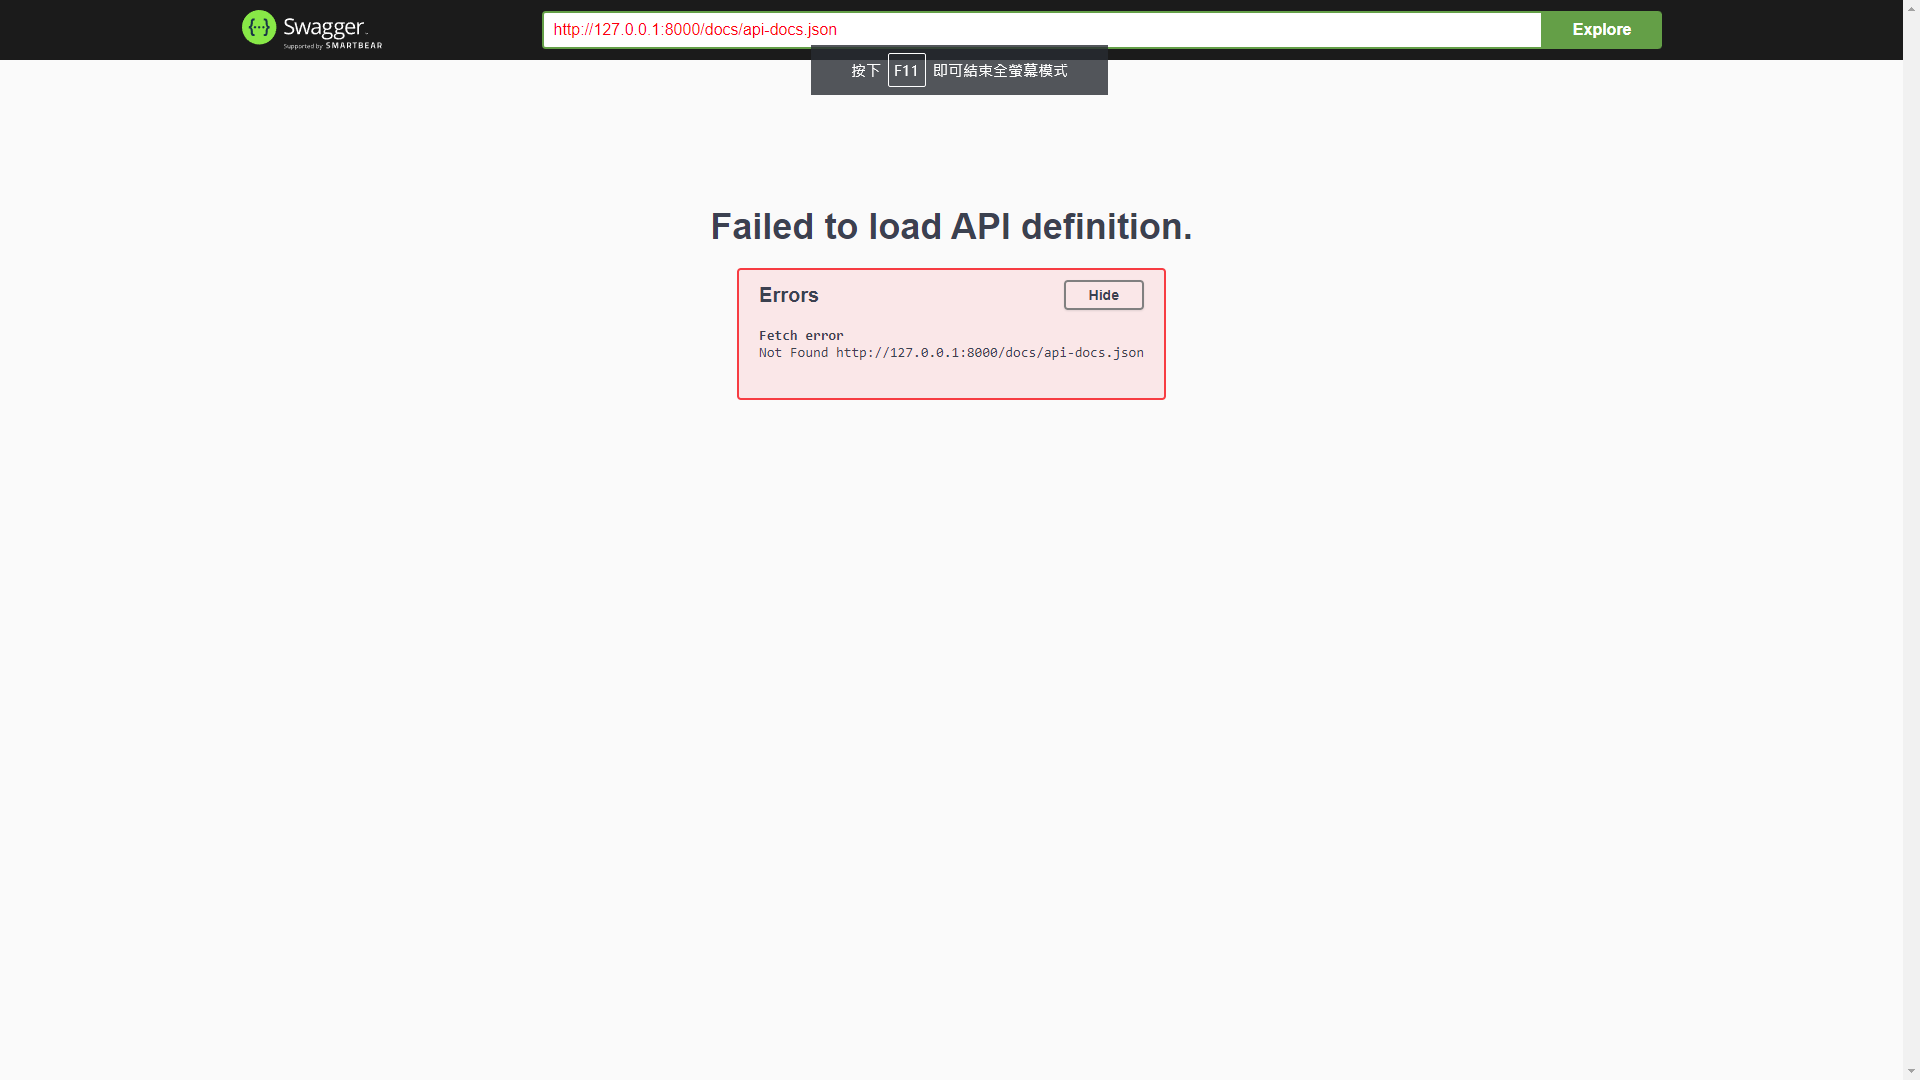 Swagger
Supported by SMARTBEAR
http://127.0.0.1:8000/docs/api-docs.json
Explore
按下 F11 即可結束全螢幕模式
Failed to load API definition.
Errors
Hide
Fetch error
Not Found http://127.0.0.1:8000/docs/api-docs.json